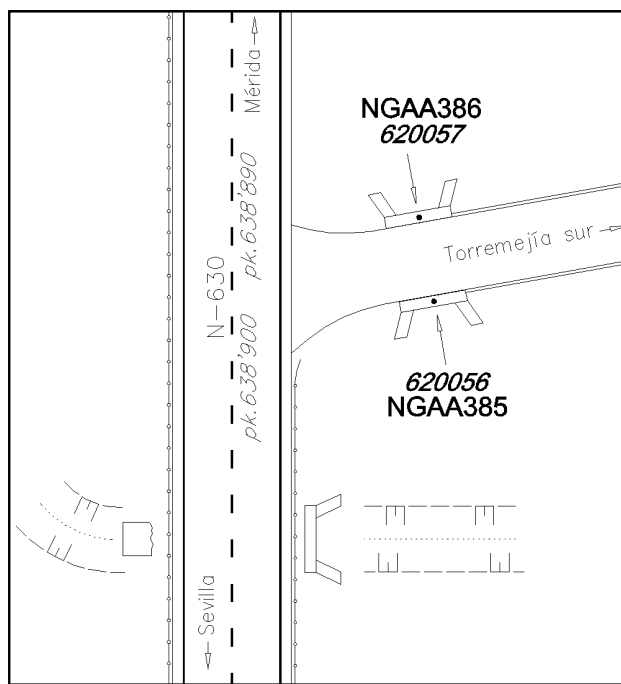 Mérida
NGAA386
620057
pk.638'890
N-630
Torremejía sur
pk.638'900
620056
NGAA385
Sevilla